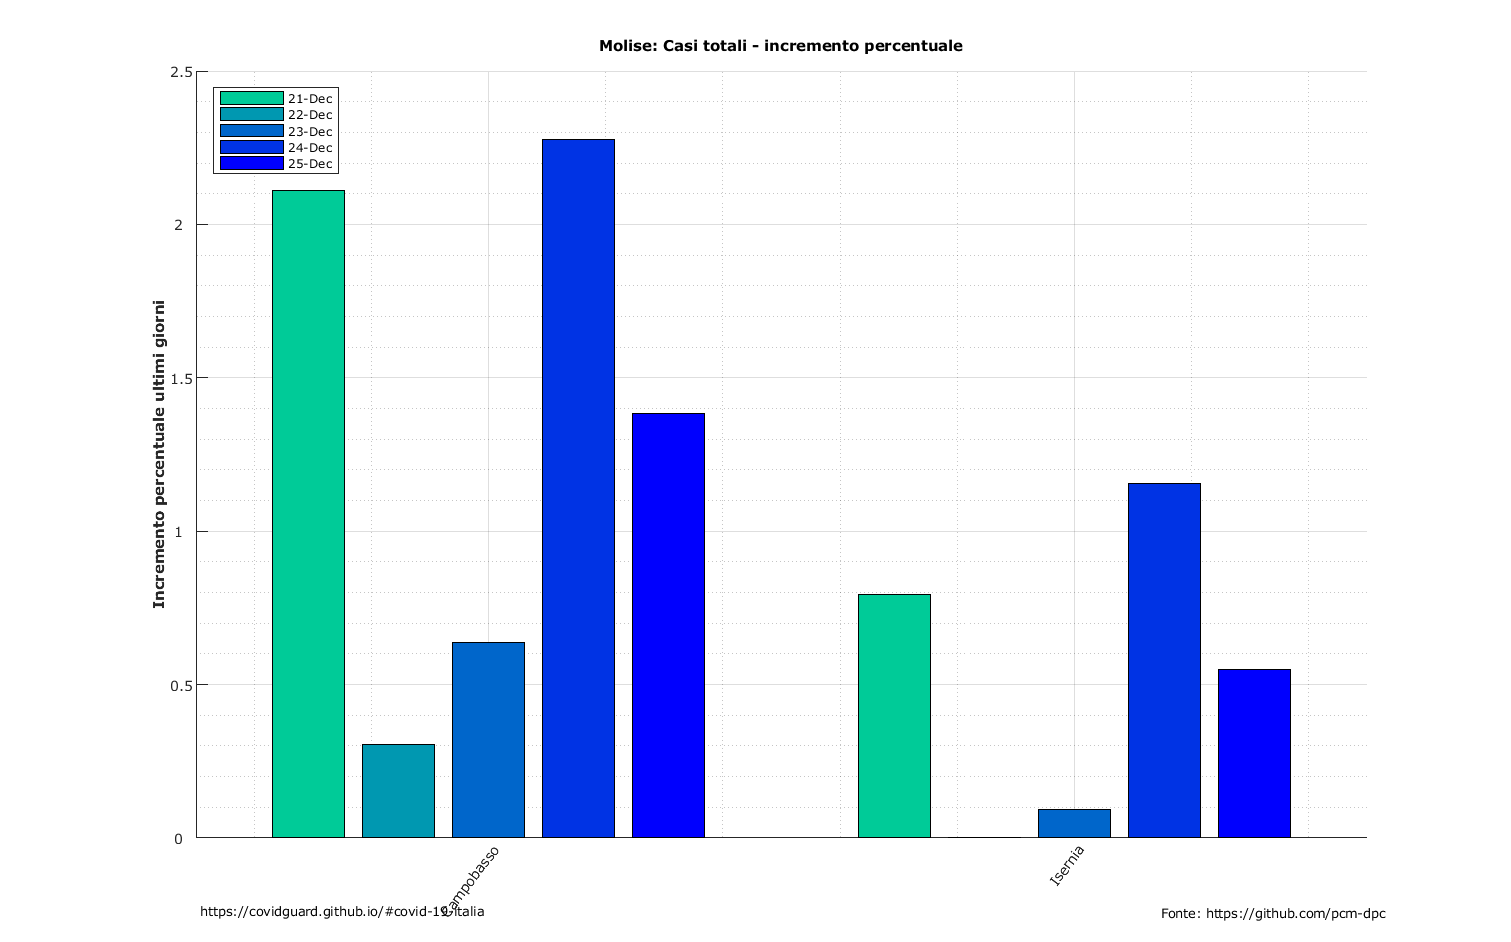 Molise: Casi totali - incremento percentuale
2.5
2
1.5
1
0.5
0
Incremento percentuale ultimi giorni
21-Dec
22-Dec
23-Dec
24-Dec
25-Dec
Campobasso
Isernia
https://covidguard.github.io/#covid-19-italia
Fonte: https://github.com/pcm-dpc